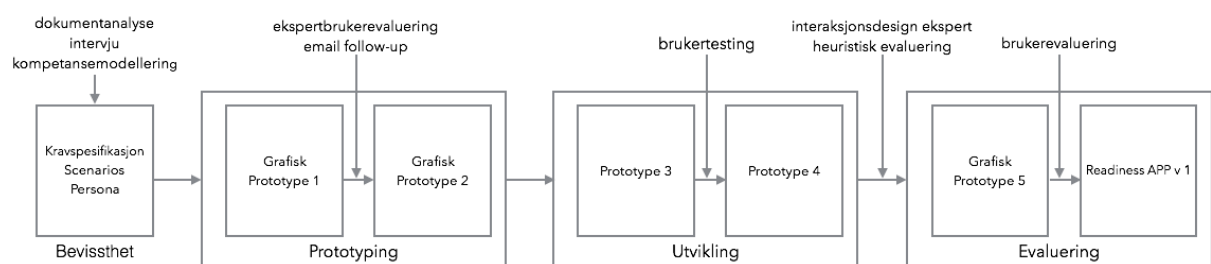 dokumentanalyse
intervju
kompetansemodellering
ekspertbrukerevaluering
email follow-up
brukertesting
interaksjonsdesign ekspert
heuristisk evaluering
brukerevaluering
Kravspesifikasjon
Scenarios
Persona
Grafisk
Prototype 1
Grafisk
Prototype 2
Prototype 3
Prototype 4
Grafisk
Prototype 5
Readiness APP v 1
Bevissthet
Prototyping
Utvikling
Evaluering